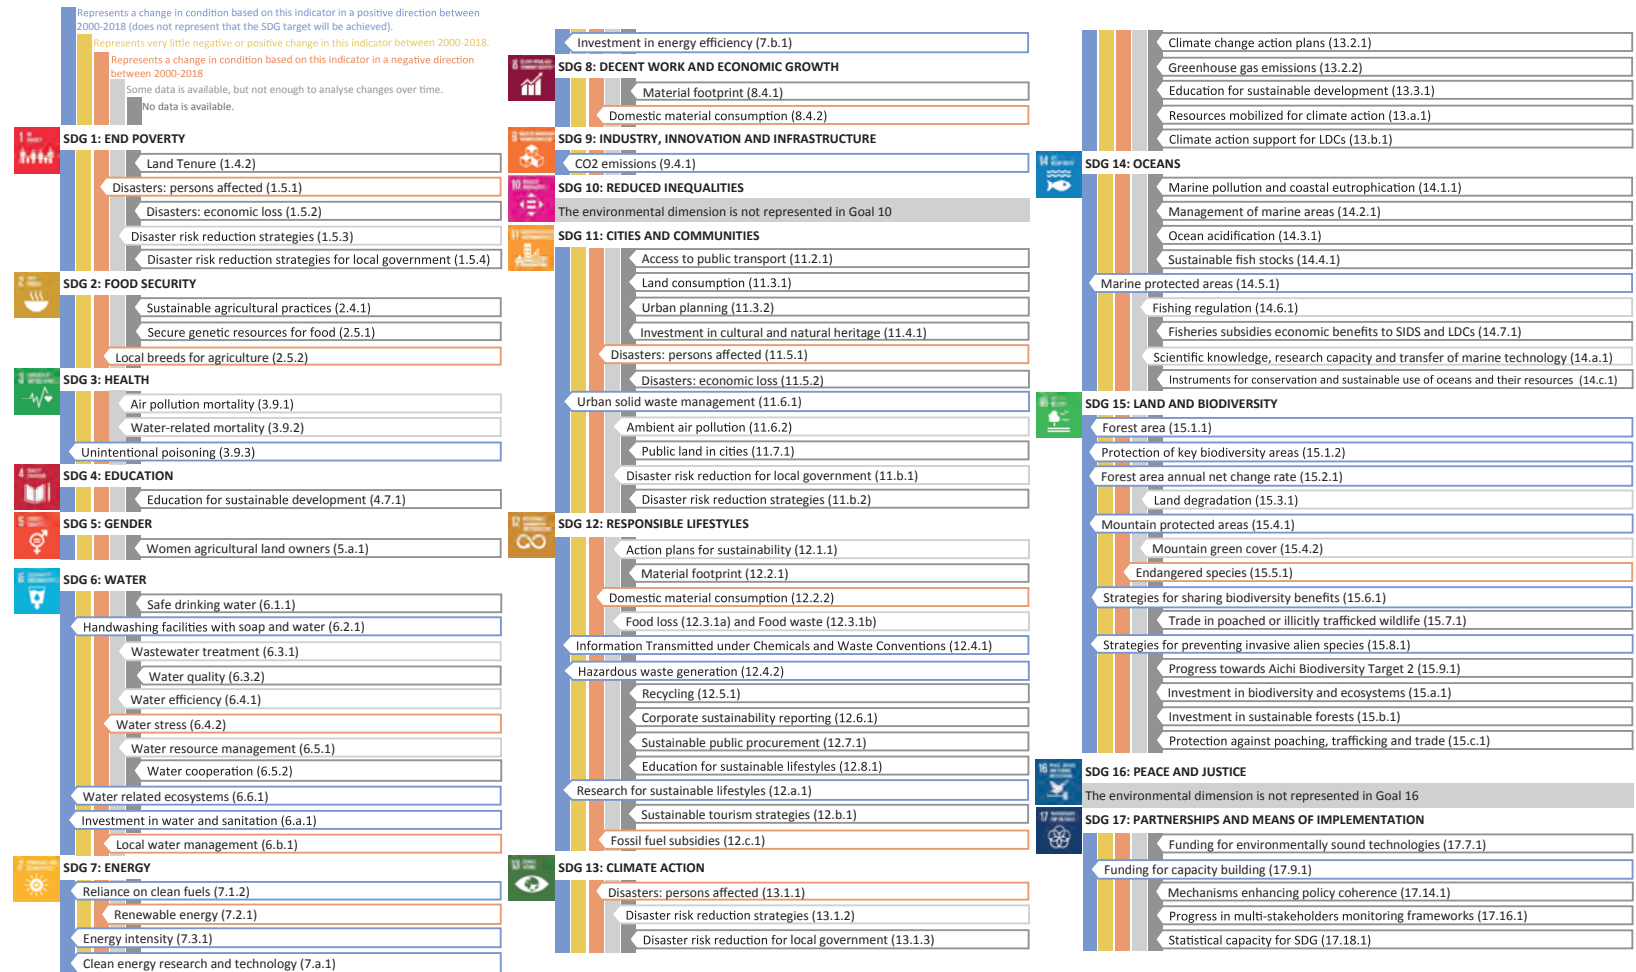 Represents a change in condition based on this indicator in a positive direction between
2000-2018 (does not represent that the SDG target will be achieved).
Represents very little negative or positive change in this indicator between 2000-2018.
Represents a change in condition based on this indicator in a negative direction
between 2000-2018
Some data is available, but not enough to analyse changes over time.
No data is available.
SDG 1: END POVERTY
Land Tenure (1.4.2)
Disasters: persons affected (1.5.1)
Disasters: economic loss (1.5.2)
Disaster risk reduction strategies (1.5.3)
Disaster risk reduction strategies for local government (1.5.4)
SDG 2: FOOD SECURITY
Sustainable agricultural practices (2.4.1)
Secure genetic resources for food (2.5.1)
Local breeds for agriculture (2.5.2)
SDG 3: HEALTH
Air pollution mortality (3.9.1)
Water-related mortality (3.9.2)
Unintentional poisoning (3.9.3)
SDG 4: EDUCATION
Education for sustainable development (4.7.1)
SDG 5: GENDER
Women agricultural land owners (5.a.1)
SDG 6: WATER
Safe drinking water (6.1.1)
Handwashing facilities with soap and water (6.2.1)
Wastewater treatment (6.3.1)
Water quality (6.3.2)
Water efficiency (6.4.1)
Water stress (6.4.2)
Water resource management (6.5.1)
Water cooperation (6.5.2)
Water related ecosystems (6.6.1)
Investment in water and sanitation (6.a.1)
Local water management (6.b.1)
SDG 7: ENERGY
Reliance on clean fuels (7.1.2)
Renewable energy (7.2.1)
Energy intensity (7.3.1)
Clean energy research and technology (7.a.1)
Investment in energy efficiency (7.b.1)
SDG 8: DECENT WORK AND ECONOMIC GROWTH
Material footprint (8.4.1)
Domestic material consumption (8.4.2)
SDG 9: INDUSTRY, INNOVATION AND INFRASTRUCTURE
CO2 emissions (9.4.1)
SDG 10: REDUCED INEQUALITIES
The environmental dimension is not represented in Goal 10
SDG 11: CITIES AND COMMUNITIES
Access to public transport (11.2.1)
Land consumption (11.3.1)
Urban planning (11.3.2)
Investment in cultural and natural heritage (11.4.1)
Disasters: persons affected (11.5.1)
Disasters: economic loss (11.5.2)
Urban solid waste management (11.6.1)
Ambient air pollution (11.6.2)
Public land in cities (11.7.1)
Disaster risk reduction for local government (11.b.1)
Disaster risk reduction strategies (11.b.2)
SDG 12: RESPONSIBLE LIFESTYLES
Action plans for sustainability (12.1.1)
Material footprint (12.2.1)
Domestic material consumption (12.2.2)
Food loss (12.3.1a) and Food waste (12.3.1b)
Information Transmitted under Chemicals and Waste Conventions (12.4.1)
Hazardous waste generation (12.4.2)
Recycling (12.5.1)
Corporate sustainability reporting (12.6.1)
Sustainable public procurement (12.7.1)
Education for sustainable lifestyles (12.8.1)
Research for sustainable lifestyles (12.a.1)
Sustainable tourism strategies (12.b.1)
Fossil fuel subsidies (12.c.1)
SDG 13: CLIMATE ACTION
Disasters: persons affected (13.1.1)
Disaster risk reduction strategies (13.1.2)
Disaster risk reduction for local government (13.1.3)
Climate change action plans (13.2.1)
Greenhouse gas emissions (13.2.2)
Education for sustainable development (13.3.1)
Resources mobilized for climate action (13.a.1)
Climate action support for LDCs (13.b.1)
SDG 14: OCEANS
Marine pollution and coastal eutrophication (14.1.1)
Management of marine areas (14.2.1)
Ocean acidification (14.3.1)
Sustainable fish stocks (14.4.1)
Marine protected areas (14.5.1)
Fishing regulation (14.6.1)
Fisheries subsidies economic benefits to SIDS and LDCs (14.7.1)
Scientific knowledge, research capacity and transfer of marine technology (14.a.1)
Instruments for conservation and sustainable use of oceans and their resources (14.c.1)
SDG 15: LAND AND BIODIVERSITY
Forest area (15.1.1)
Protection of key biodiversity areas (15.1.2)
Forest area annual net change rate (15.2.1)
Land degradation (15.3.1)
Mountain protected areas (15.4.1)
Mountain green cover (15.4.2)
Endangered species (15.5.1)
Strategies for sharing biodiversity benefits (15.6.1)
Trade in poached or illicitly trafficked wildlife (15.7.1)
Strategies for preventing invasive alien species (15.8.1)
Progress towards Aichi Biodiversity Target 2 (15.9.1)
Investment in biodiversity and ecosystems (15.a.1)
Investment in sustainable forests (15.b.1)
Protection against poaching, trafficking and trade (15.c.1)
SDG 16: PEACE AND JUSTICE
The environmental dimension is not represented in Goal 16
SDG 17: PARTNERSHIPS AND MEANS OF IMPLEMENTATION
Funding for environmentally sound technologies (17.7.1)
Funding for capacity building (17.9.1)
Mechanisms enhancing policy coherence (17.14.1)
Progress in multi-stakeholders monitoring frameworks (17.16.1)
Statistical capacity for SDG (17.18.1)